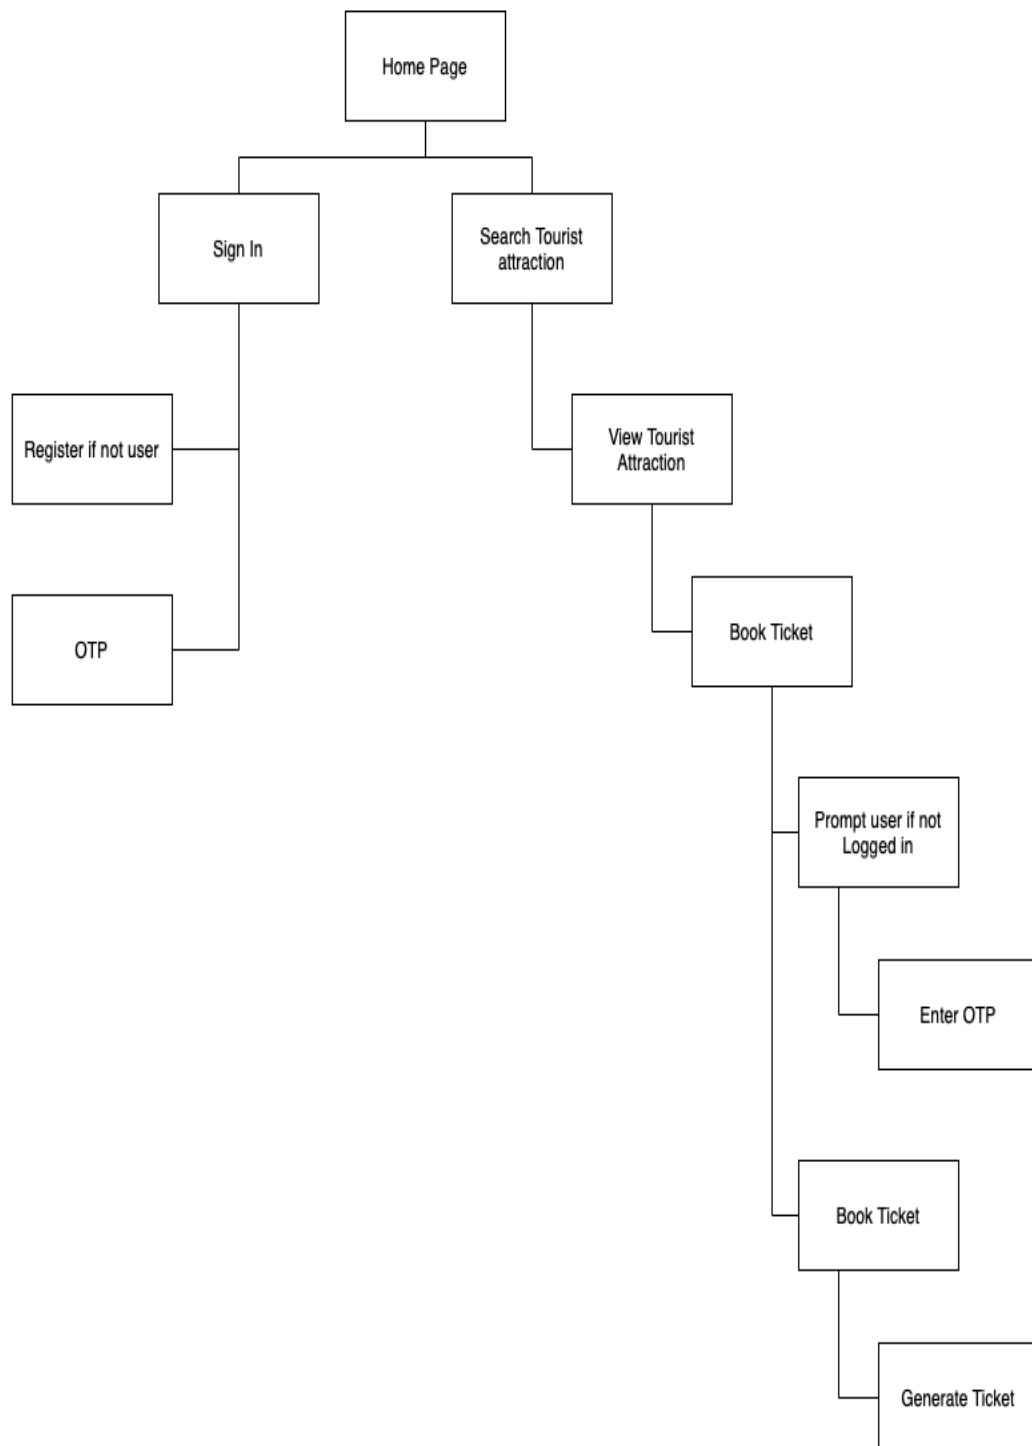 Home Page
Sign In
Search Tourist
attraction
Register if not user
View Tourist
Attraction
OTP
Book Ticket
Prompt user if not
Logged in
Enter OTP
Book Ticket
Generate Ticket